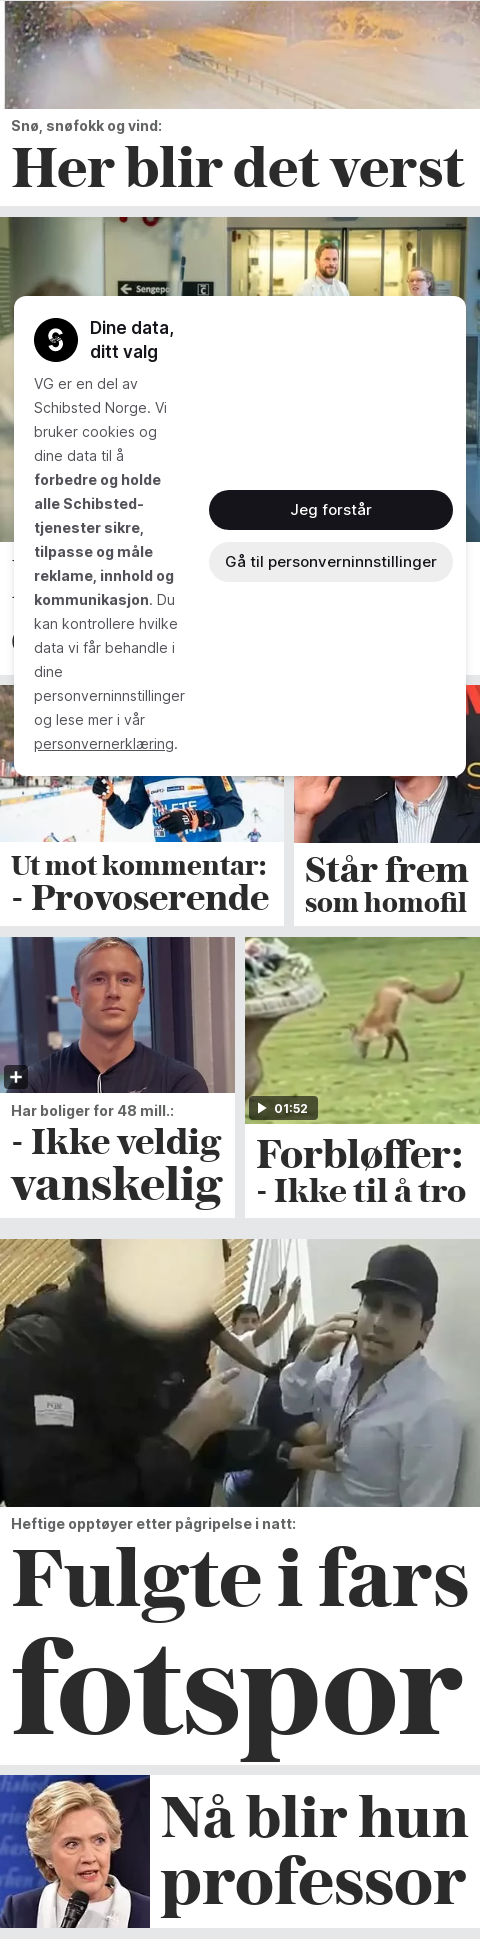 Snø, snøfokk og vind:
Her blir det verst
Sengepo
Dine data,
ditt valg
VG er en del av
Schibsted Norge. Vi
bruker cookies og
dine data til å
forbedre og holde
alle Schibsted-
tjenester sikre,
tilpasse og måle
reklame, innhold og
kommunikasjon. Du
kan kontrollere hvilke
data vi får behandle i
dine
personverninnstillinger
og lese mer i vår
personvernerklæring.
Jeg forstår
Gå til personverninnstillinger
Ut mot kommentar:
- Provoserende
Står frem
som homofil
Har boliger for 48 mill.:
- Ikke veldig
vanskelig
01:52
Forbløffer:
- Ikke til å tro
Heftige opptøyer etter pågripelse i natt:
Fulgte i fars
fotspor
Nå blir hun
professor